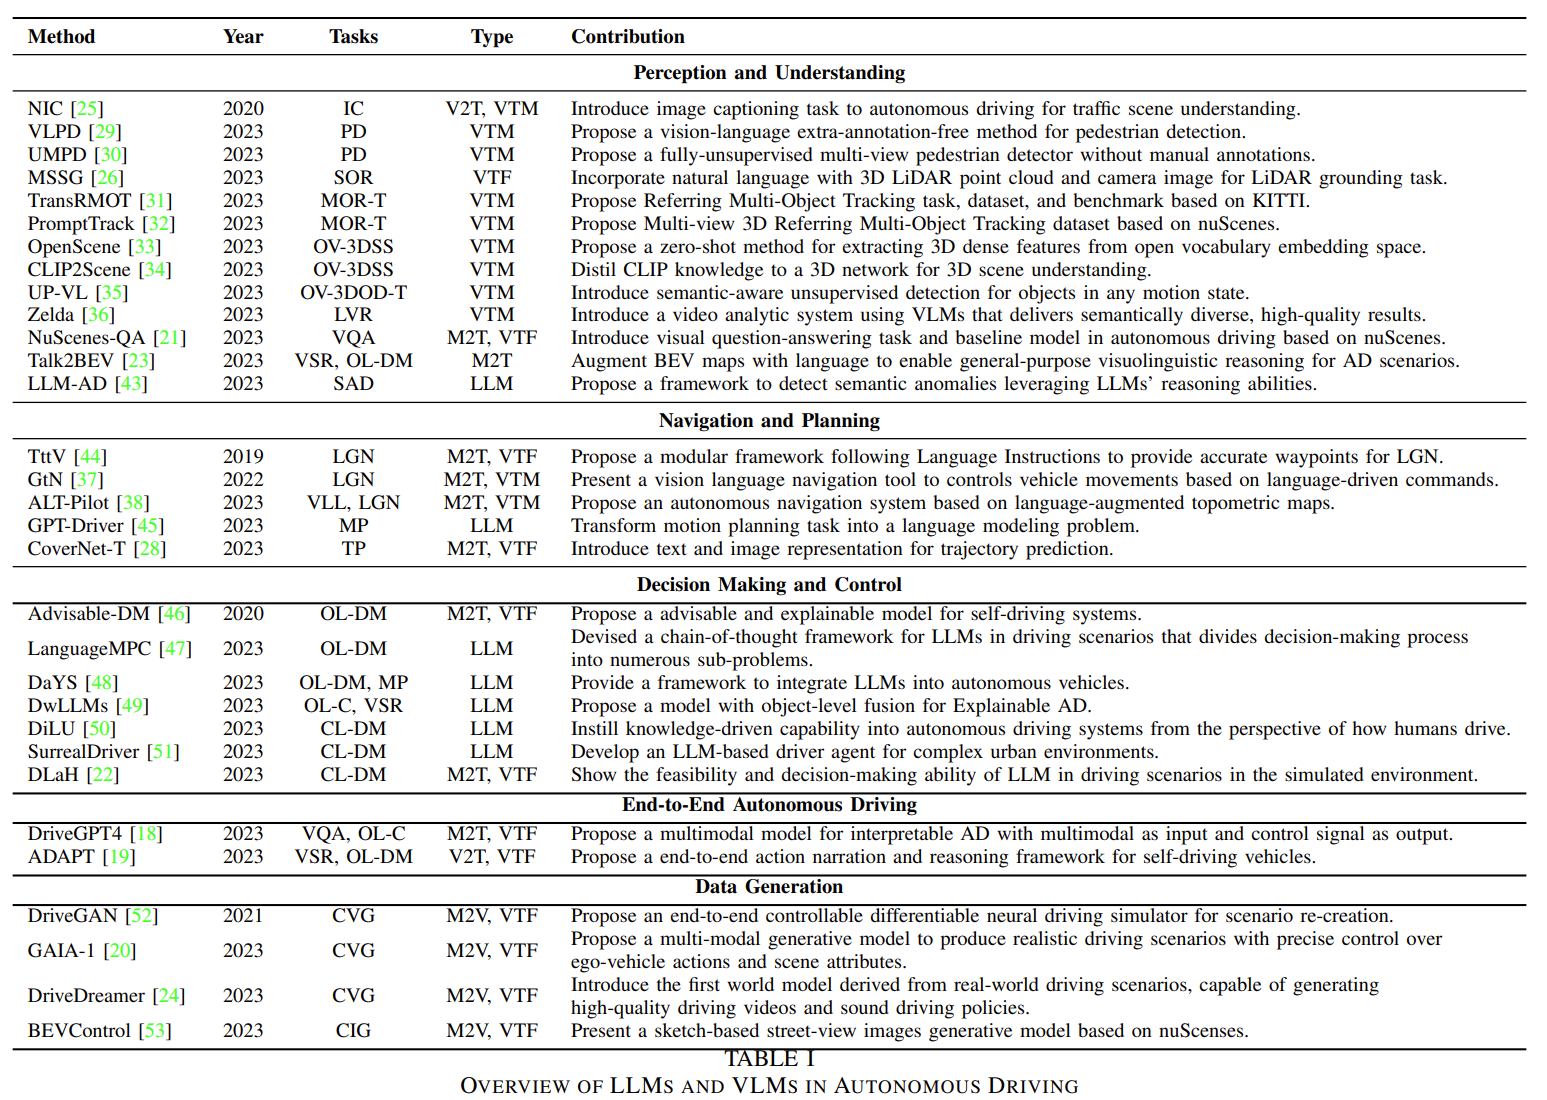 Method Year Tasks Type Contribution
Perception and Understanding
NIC [25] 2020 IC V2T, VTM Introduce image captioning task to autonomous driving for traffic scene understanding.
VLPD [29] 2023 PD VTM Propose a vision-language extra-annotation-free method for pedestrian detection.
UMPD [30] 2023 PD VTM Propose a fully-unsupervised multi-view pedestrian detector without manual annotations.
MSSG [26] 2023 SOR VTF Incorporate natural language with 3D LiDAR point cloud and camera image for LiDAR grounding task.
TransRMOT [31] 2023 MOR-T VTM Propose Referring Multi-Object Tracking task, dataset, and benchmark based on KITTI.
PromptTrack [32] 2023 MOR-T VTM Propose Multi-view 3D Referring Multi-Object Tracking dataset based on nuScenes.
OpenScene [33] 2023 OV-3DSS VTM Propose a zero-shot method for extracting 3D dense features from open vocabulary embedding space.
CLIP2Scene [34] 2023 OV-3DSS VTM Distil CLIP knowledge to a 3D network for 3D scene understanding.
UP-VL [35] 2023 OV-3DOD-T VTM Introduce semantic-aware unsupervised detection for objects in any motion state.
Zelda [36] 2023 LVR VTM Introduce a video analytic system using VLMs that delivers semantically diverse, high-quality results.
NuScenes-QA [21] 2023 VQA M2T, VTF Introduce visual question-answering task and baseline model in autonomous driving based on nuScenes.
Talk2BEV [23] 2023 VSR, OL-DM M2T Augment BEV maps with language to enable general-purpose visuolinguistic reasoning for AD scenarios.
LLM-AD [43] 2023 SAD LLM Propose a framework to detect semantic anomalies leveraging LLMs' reasoning abilities.
Navigation and Planning
TttV [44] 2019 LGN M2T, VTF Propose a modular framework following Language Instructions to provide accurate waypoints for LGN.
GtN [37] 2022 LGN M2T, VTM Present a vision language navigation tool to controls vehicle movements based on language-driven commands.
ALT-Pilot [38] 2023 VLL, LGN M2T, VTM Propose an autonomous navigation system based on language-augmented topometric maps.
GPT-Driver [45] 2023 MP LLM Transform motion planning task into a language modeling problem.
CoverNet-T [28] 2023 TP M2T, VTF Introduce text and image representation for trajectory prediction.
Decision Making and Control
Advisable-DM [46] 2020 OL-DM M2T, VTF Propose a advisable and explainable model for self-driving systems.
LanguageMPC [47] 2023 OL-DM LLM Devised a chain-of-thought framework for LLMs in driving scenarios that divides decision-making process
into numerous sub-problems.
DaYS [48] 2023 OL-DM, MP LLM Provide a framework to integrate LLMs into autonomous vehicles.
DwLLMs [49] 2023 OL-C, VSR LLM Propose a model with object-level fusion for Explainable AD.
DiLU [50] 2023 CL-DM LLM Instill knowledge-driven capability into autonomous driving systems from the perspective of how humans drive.
SurrealDriver [51] 2023 CL-DM LLM Develop an LLM-based driver agent for complex urban environments.
DLaH [22] 2023 CL-DM M2T, VTF Show the feasibility and decision-making ability of LLM in driving scenarios in the simulated environment.
End-to-End Autonomous Driving
DriveGPT4 [18] 2023 VQA, OL-C M2T, VTF Propose a multimodal model for interpretable AD with multimodal as input and control signal as output.
ADAPT [19] 2023 VSR, OL-DM V2T, VTF Propose a end-to-end action narration and reasoning framework for self-driving vehicles.
Data Generation
DriveGAN [52] 2021 CVG M2V, VTF Propose an end-to-end controllable differentiable neural driving simulator for scenario re-creation.
GAIA-1 [20] 2023 CVG M2V, VTF Propose a multi-modal generative model to produce realistic driving scenarios with precise control over
ego-vehicle actions and scene attributes.
DriveDreamer [24] 2023 CVG M2V, VTF Introduce the first world model derived from real-world driving scenarios, capable of generating
high-quality driving videos and sound driving policies.
BEVControl [53] 2023 CIG M2V, VTF Present a sketch-based street-view images generative model based on nuScenses.
TABLE I
OVERVIEW OF LLMS AND VLMS IN AUTONOMOUS DRIVING